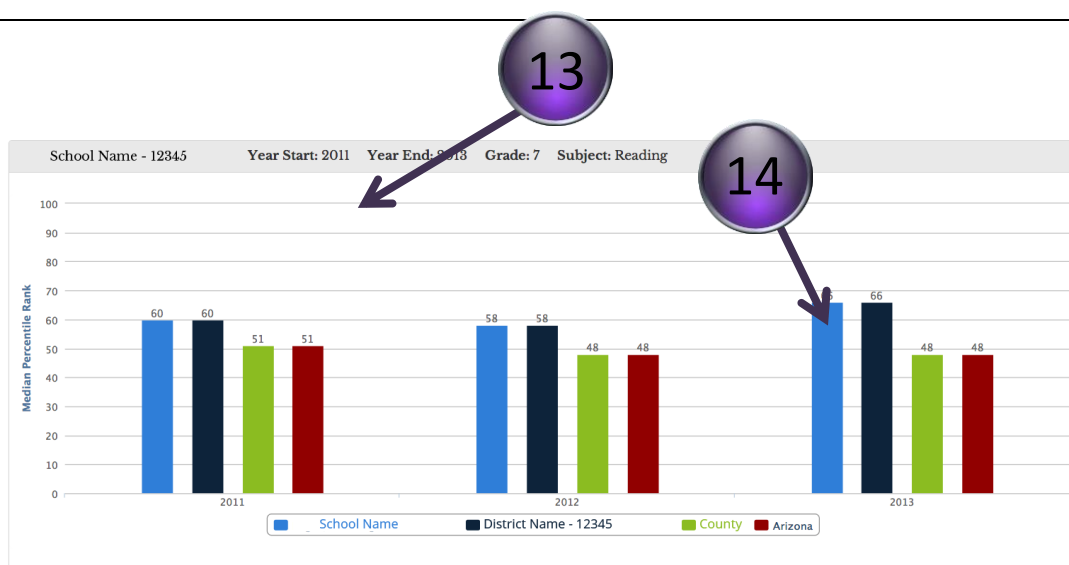 13
14
School Name - 12345 Year Start: 2011 Year End: 2013 Grade: 7 Subject: Reading
Median Percentile Rank
100
90
80
70
60
50
40
30
20
10
0
60 60 51 51
58 58 48 48
66 48 48
2011 2012 2013
School Name District Name - 12345 County Arizona